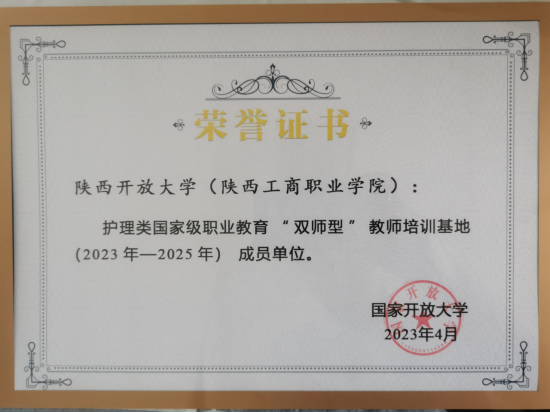 荣誉证书
陕西开放大学（陕西工商职业学院）：
护理类国家级职业教育“双师型”教师培训基地
（2023年—2025年） 成员单位。
国家开放大学
2023年4月